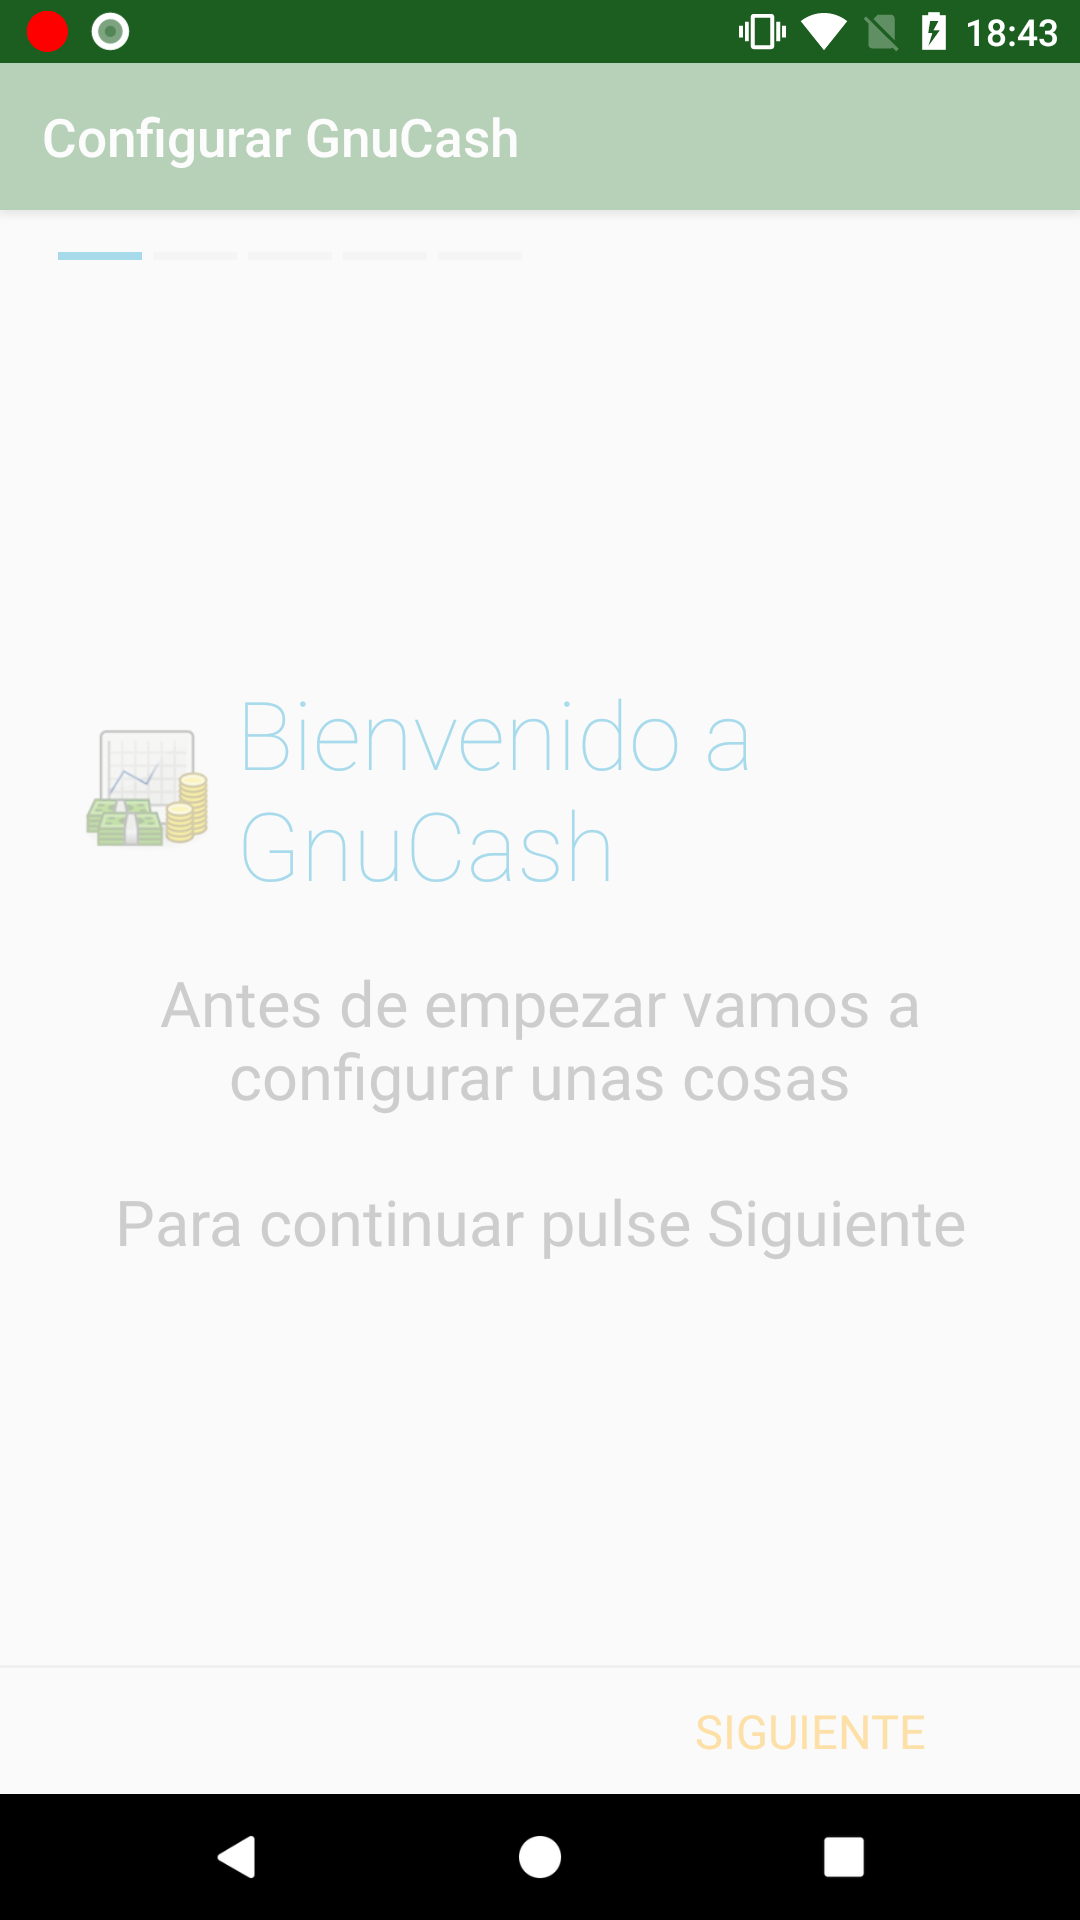 18:43
Configurar GnuCash
Bienvenido a
GnuCash
Antes de empezar vamos a
configurar unas cosas
Para continuar pulse Siguiente
SIGUIENTE